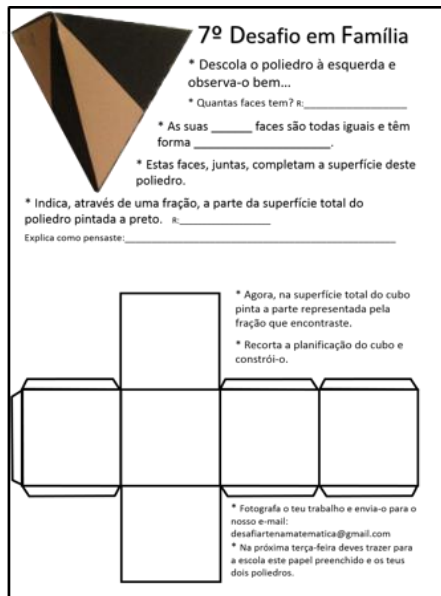 7º Desafio em Família
* Descola o poliedro à esquerda e
observa-o bem...
* Quantas faces tem? R:___________________
* As suas ______ faces são todas iguais e têm
forma ____________________.
* Estas faces, juntas, completam a superfície deste
poliedro.
* Indica, através de uma fração, a parte da superfície total do
poliedro pintada a preto. R:_________________
Explica como pensaste:__________________________________________________
* Agora, na superfície total do cubo
pinta a parte representada pela
fração que encontraste.
* Recorta a planificação do cubo e
constrói-o.
* Fotografa o teu trabalho e envia-o para o
nosso e-mail:
desafiartenamatematica@gmail.com
* Na próxima terça-feira deves trazer para
a escola este papel preenchido e os teus
dois poliedros.